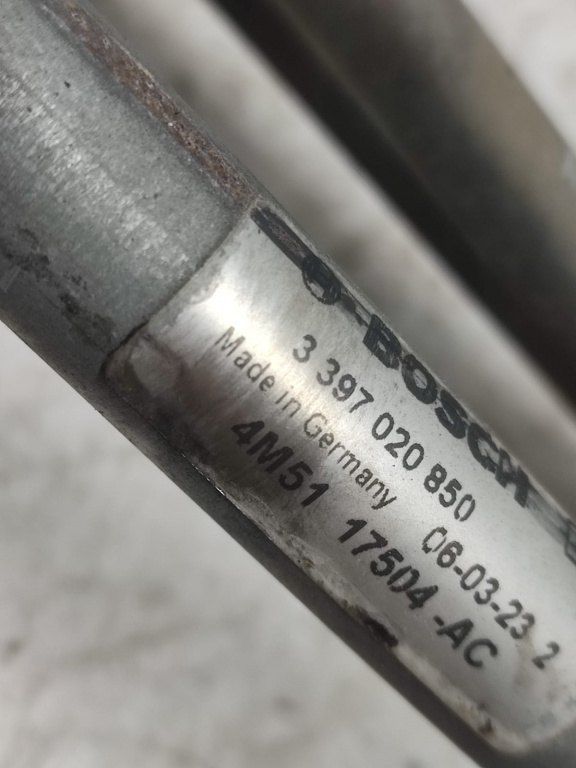 BOSCH
3 397 020 850
Made in Germany 06-03-23 2
4M51 17504-AC